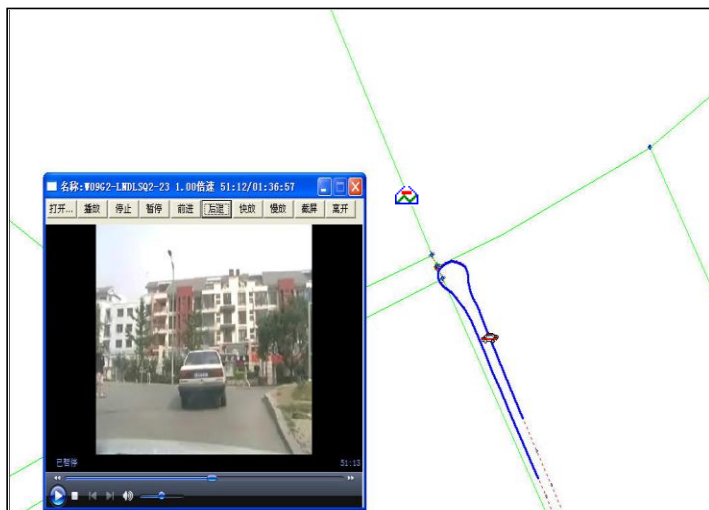 名称:W09G2-LNDLSQ2-23 1.00倍速 51:12/01:36:57
打开... 播放 停止 暂停 前进 后退 快放 慢放 截屏 离开
已暂停 51:13